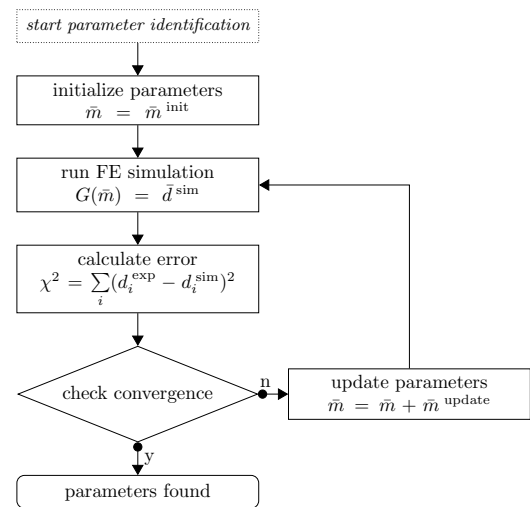 start parameter identification
initialize parameters
m̄ = m̄ init
run FE simulation
G(m̄) = d̄ sim
calculate error
χ² = ∑ᵢ(dᵢ exp − dᵢ sim)²
check convergence
n
update parameters
m̄ = m̄ + m̄ update
y
parameters found